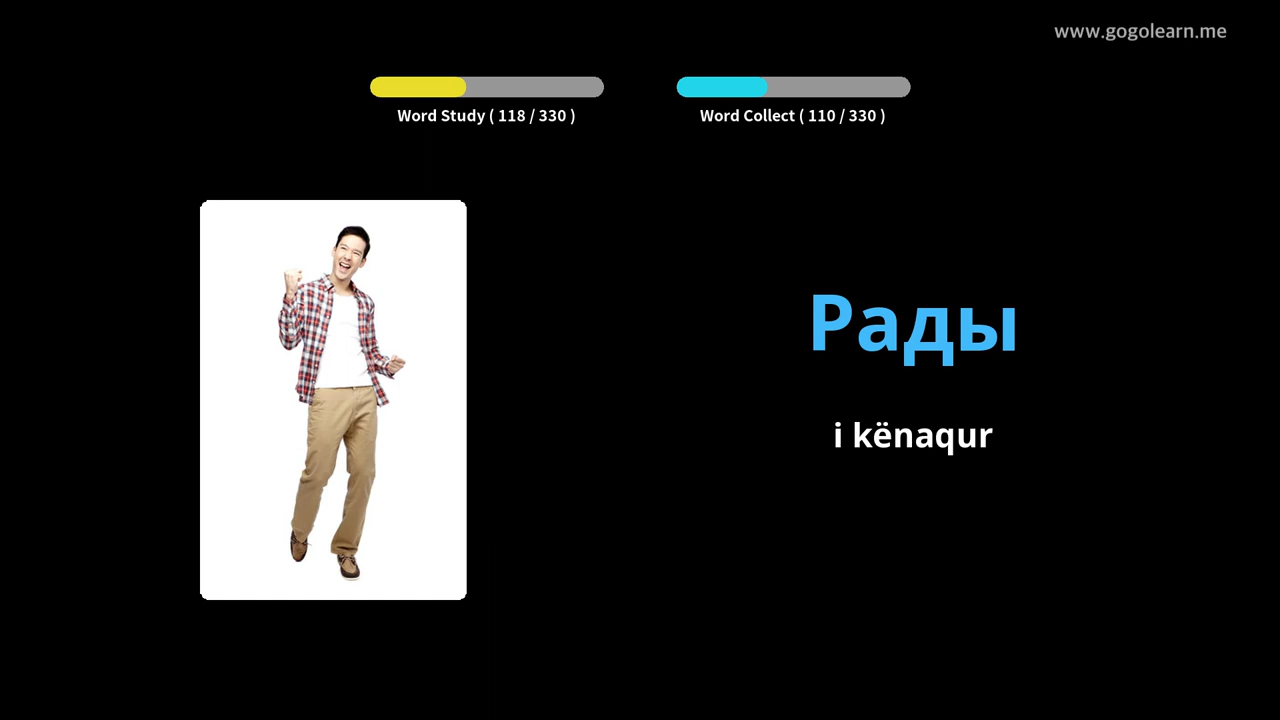 www.gogolearn.me
Word Study ( 118 / 330 )
Word Collect ( 110 / 330 )
Рады
i kënaqur